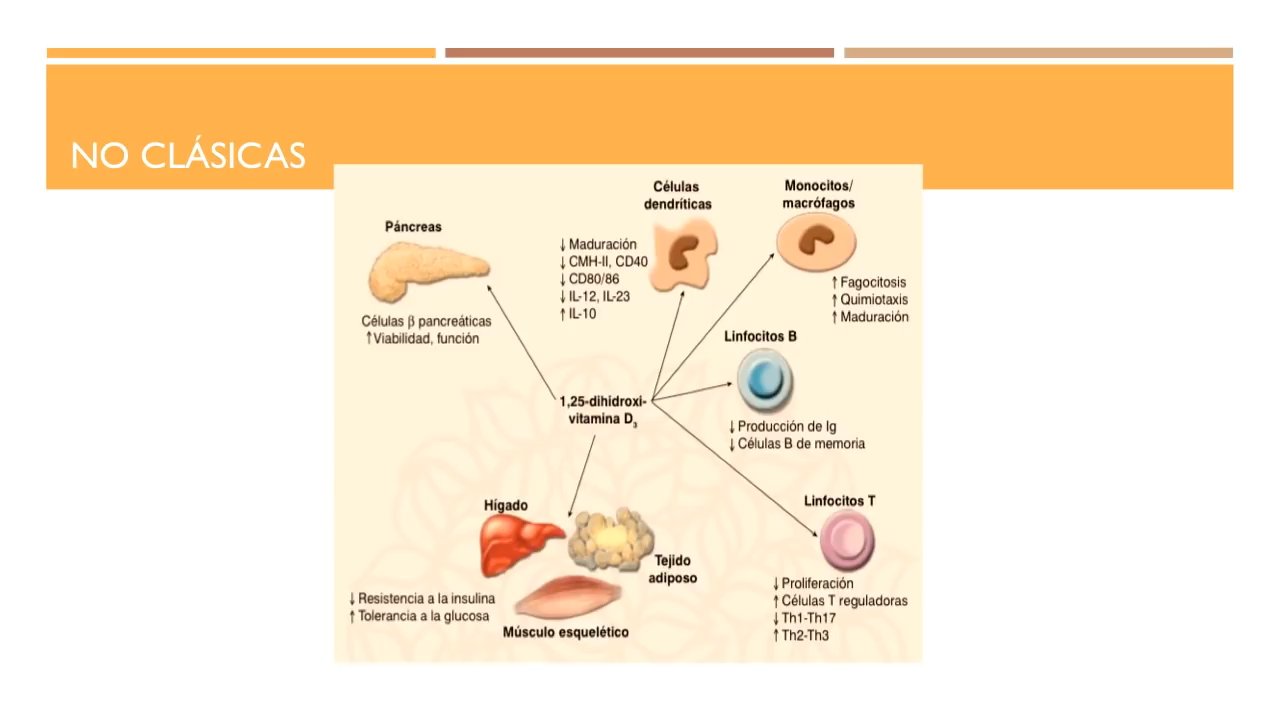 NO CLÁSICAS
Células
dendríticas
Monocitos/
macrófagos
Páncreas
↓ Maduración
↓ CMH-II, CD40
↓ CD80/86
↓ IL-12, IL-23
↑ IL-10
↑ Fagocitosis
↑ Quimiotaxis
↑ Maduración
Células β pancreáticas
↑Viabilidad, función
Linfocitos B
1,25-dihidroxi-
vitamina D₃
↓ Producción de Ig
↓ Células B de memoria
Hígado
Tejido
adiposo
Linfocitos T
↓ Resistencia a la insulina
↑ Tolerancia a la glucosa
Músculo esquelético
↓ Proliferación
↑ Células T reguladoras
↓ Th1-Th17
↑ Th2-Th3